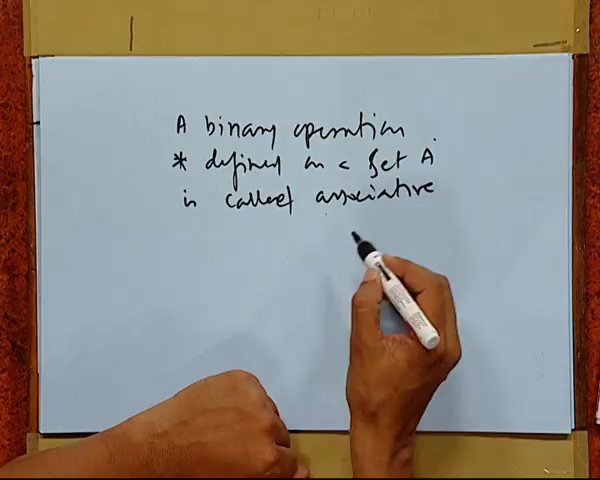 A binary operation
* defined on a set A
is called associative